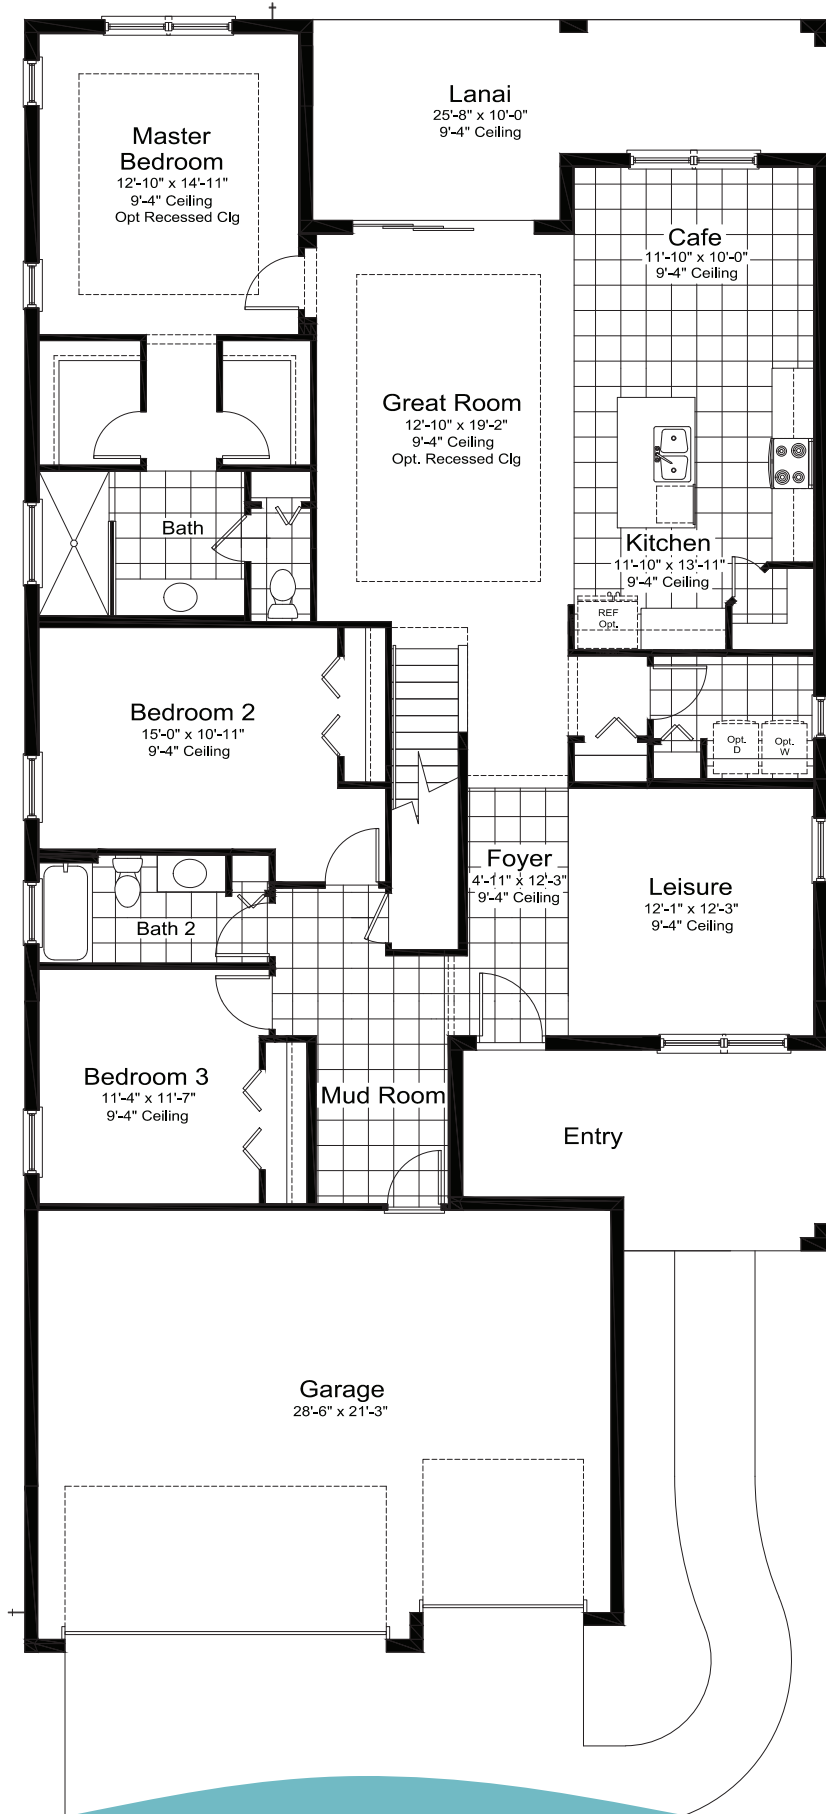 Lanai
25'-8" x 10'-0"
9'-4" Ceiling
Master
Bedroom
12'-10" x 14'-11"
9'-4" Ceiling
Opt Recessed Clg
Cafe
11'-10" x 10'-0"
9'-4" Ceiling
Great Room
12'-10" x 19'-2"
9'-4" Ceiling
Opt. Recessed Clg
Bath
Kitchen
11'-10" x 13'-11"
9'-4" Ceiling
REF
Opt.
Bedroom 2
15'-0" x 10'-11"
9'-4" Ceiling
Opt.
D
Opt.
W
Foyer
4'-11" x 12'-3"
9'-4" Ceiling
Leisure
12'-1" x 12'-3"
9'-4" Ceiling
Bath 2
Bedroom 3
11'-4" x 11'-7"
9'-4" Ceiling
Mud Room
Entry
Garage
28'-6" x 21'-3"